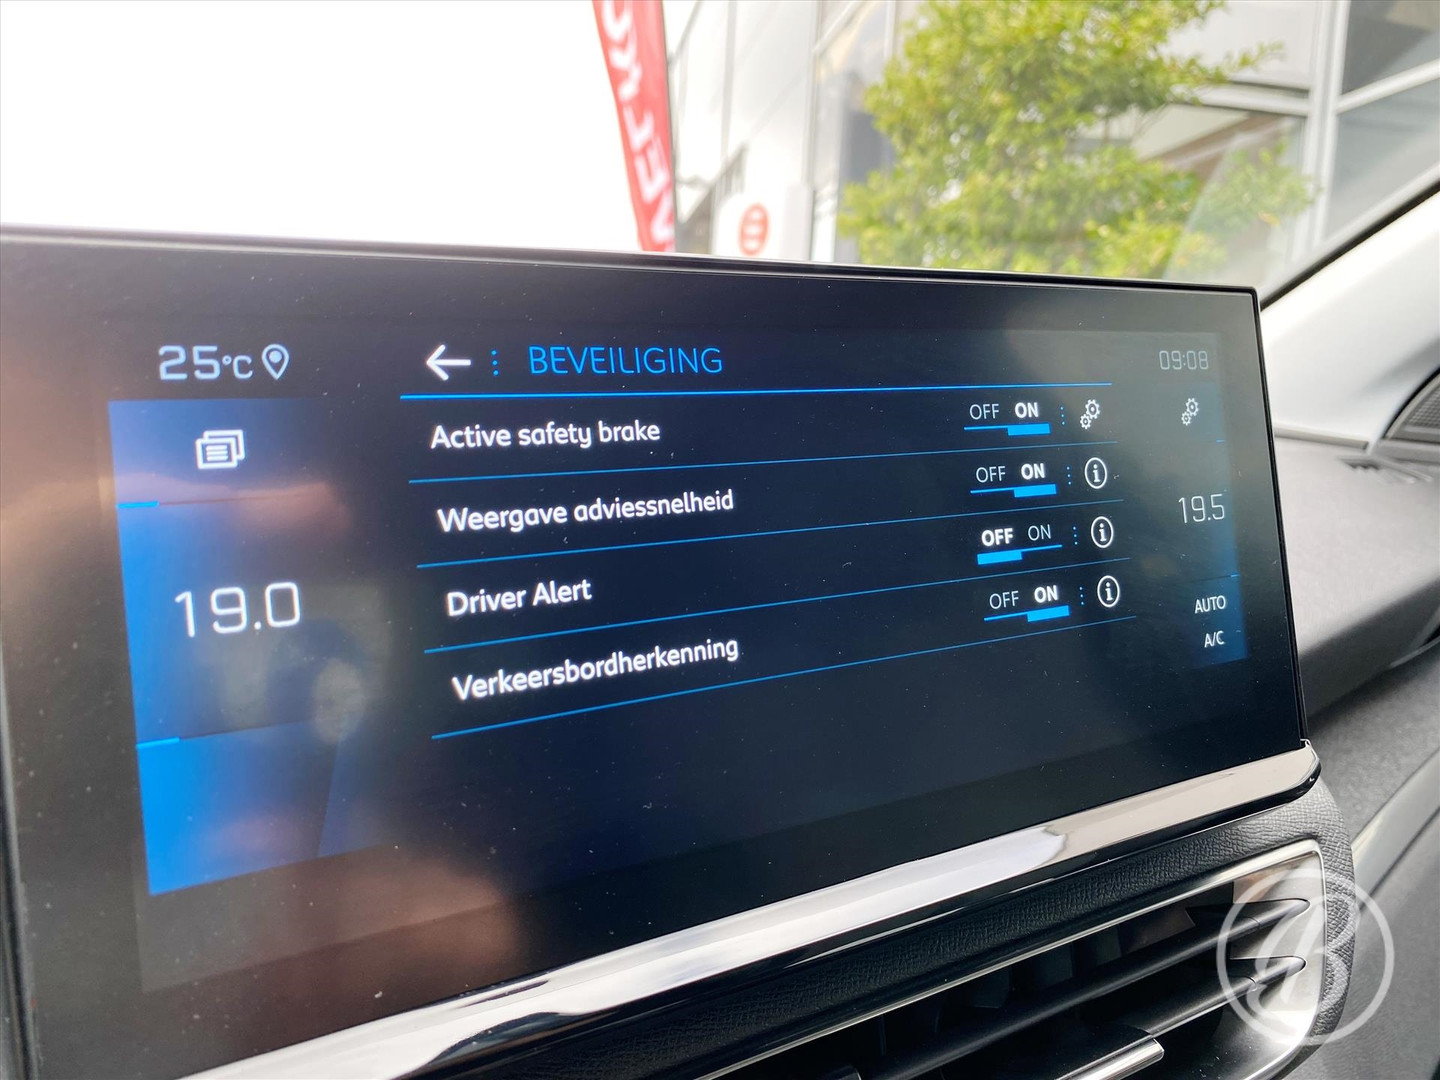 25°C
BEVEILIGING
09:08
Active safety brake
OFF ON
Weergave adviessnelheid
OFF ON
Driver Alert
OFF ON
Verkeersbordherkenning
OFF ON
19.0
19.5
AUTO
A/C